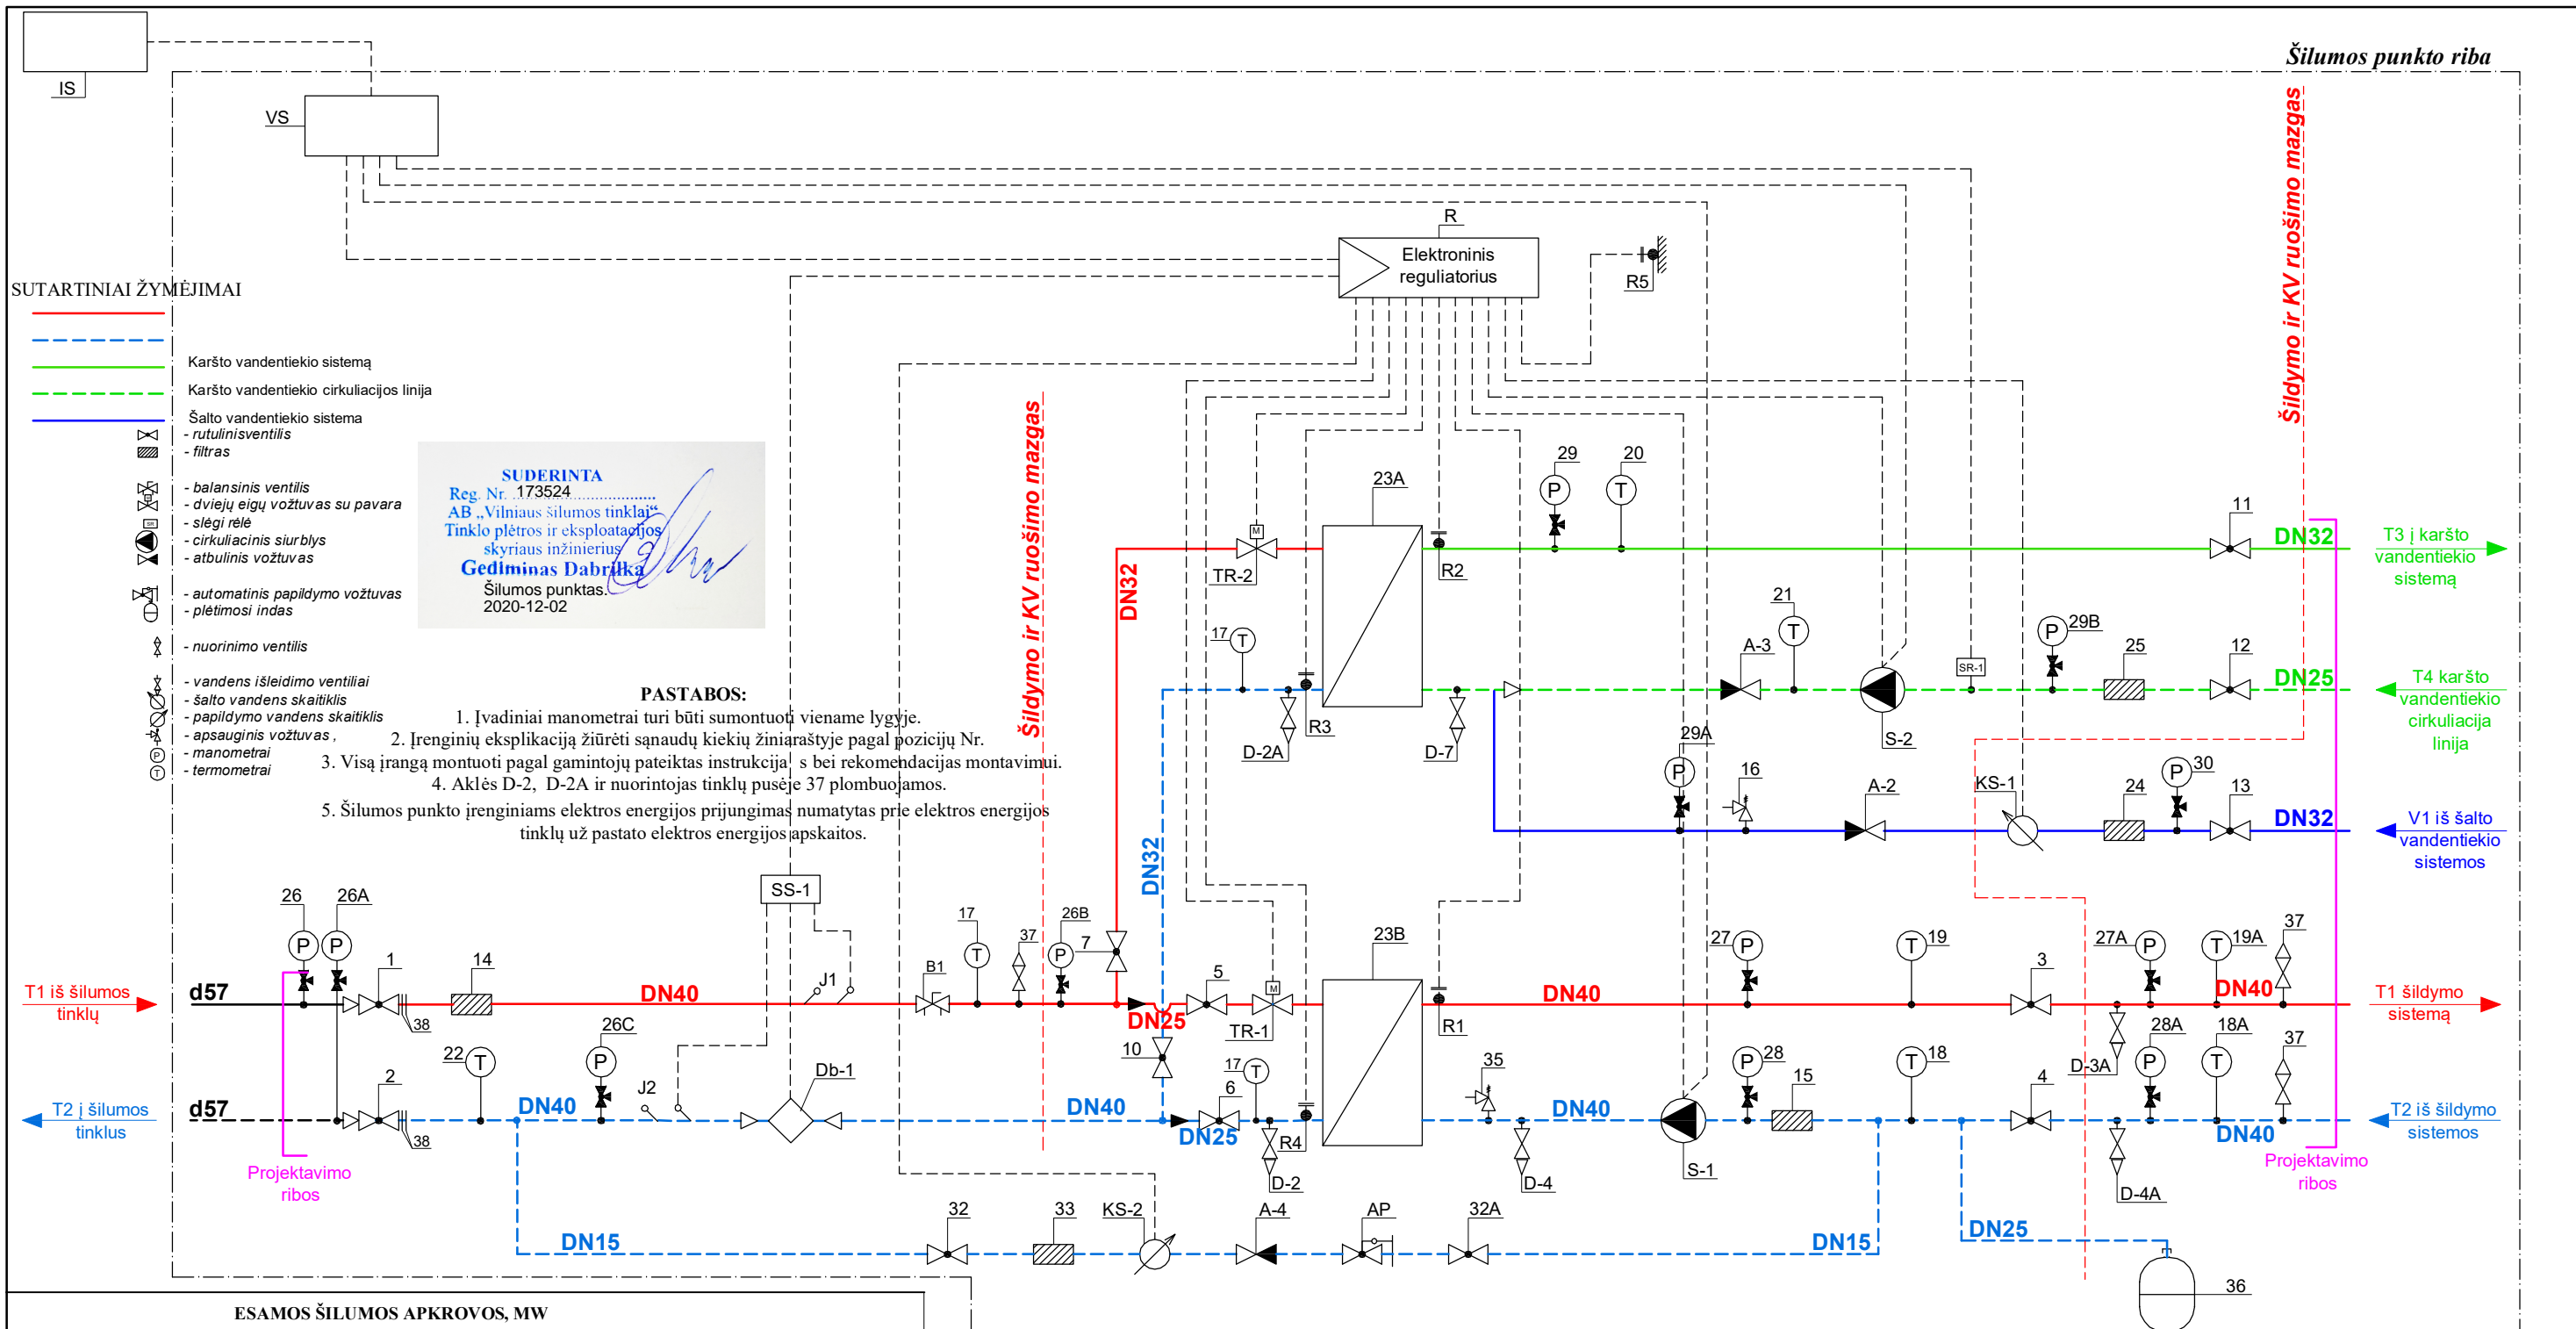 Šilumos punkto riba
IS
VS
R
Elektroninis
reguliatorius
R5
SUTARTINIAI ŽYMĖJIMAI
Karšto vandentiekio sistemą
Karšto vandentiekio cirkuliacijos linija
Šalto vandentiekio sistema
- rutulinisventilis
- filtras
- balansinis ventilis
- dviejų eigų vožtuvas su pavara
SR
- slėgi rėlė
- cirkuliacinis siurblys
- atbulinis vožtuvas
- automatinis papildymo vožtuvas
- plėtimosi indas
- nuorinimo ventilis
- vandens išleidimo ventiliai
- šalto vandens skaitiklis
- papildymo vandens skaitiklis
- apsauginis vožtuvas ,
P
- manometrai
T
- termometrai
SUDERINTA
Reg. Nr. 173524
AB „Vilniaus šilumos tinklai“
Tinklo plėtros ir eksploatacijos
skyriaus inžinierius
Gediminas Dabrilka
Šilumos punktas.
2020-12-02
PASTABOS:
1. Įvadiniai manometrai turi būti sumontuoti viename lygyje.
2. Įrenginių eksplikaciją žiūrėti sąnaudų kiekių žiniaraštyje pagal pozicijų Nr.
3. Visą įrangą montuoti pagal gamintojų pateiktas instrukcija s bei rekomendacijas montavimui.
4. Aklės D-2, D-2A ir nuorintojas tinklų pusėje 37 plombuojamos.
5. Šilumos punkto įrenginiams elektros energijos prijungimas numatytas prie elektros energijos
tinklų už pastato elektros energijos apskaitos.
Šildymo ir KV ruošimo mazgas
Šildymo ir KV ruošimo mazgas
23A
29
20
P
T
M
TR-2
R2
11
DN32
T3 į karšto
vandentiekio
sistemą
DN32
17
T
R3
D-2A
D-7
A-3
21
T
S-2
SR-1
P
29B
25
12
DN25
T4 karšto
vandentiekio
cirkuliacija
linija
DN32
29A
P
16
A-2
KS-1
24
P
30
13
DN32
V1 iš šalto
vandentiekio
sistemos
SS-1
26
26A
P
P
1
14
T1 iš šilumos
tinklų
d57
38
DN40
J1
B1
17
T
37
26B
P
7
DN25
5
M
TR-1
23B
R1
DN40
27
P
T
19
3
27A
P
T
19A
37
DN40
T1 šildymo
sistemą
D-3A
T2 į šilumos
tinklus
d57
2
38
22
T
DN40
26C
P
J2
Db-1
DN40
10
DN25
17
T
6
D-2
R4
35
D-4
DN40
S-1
P
28
15
T
18
4
28A
P
18A
T
37
DN40
D-4A
T2 iš šildymo
sistemos
Projektavimo
ribos
Projektavimo
ribos
DN15
32
33
KS-2
A-4
AP
32A
DN15
DN25
36
ESAMOS ŠILUMOS APKROVOS, MW